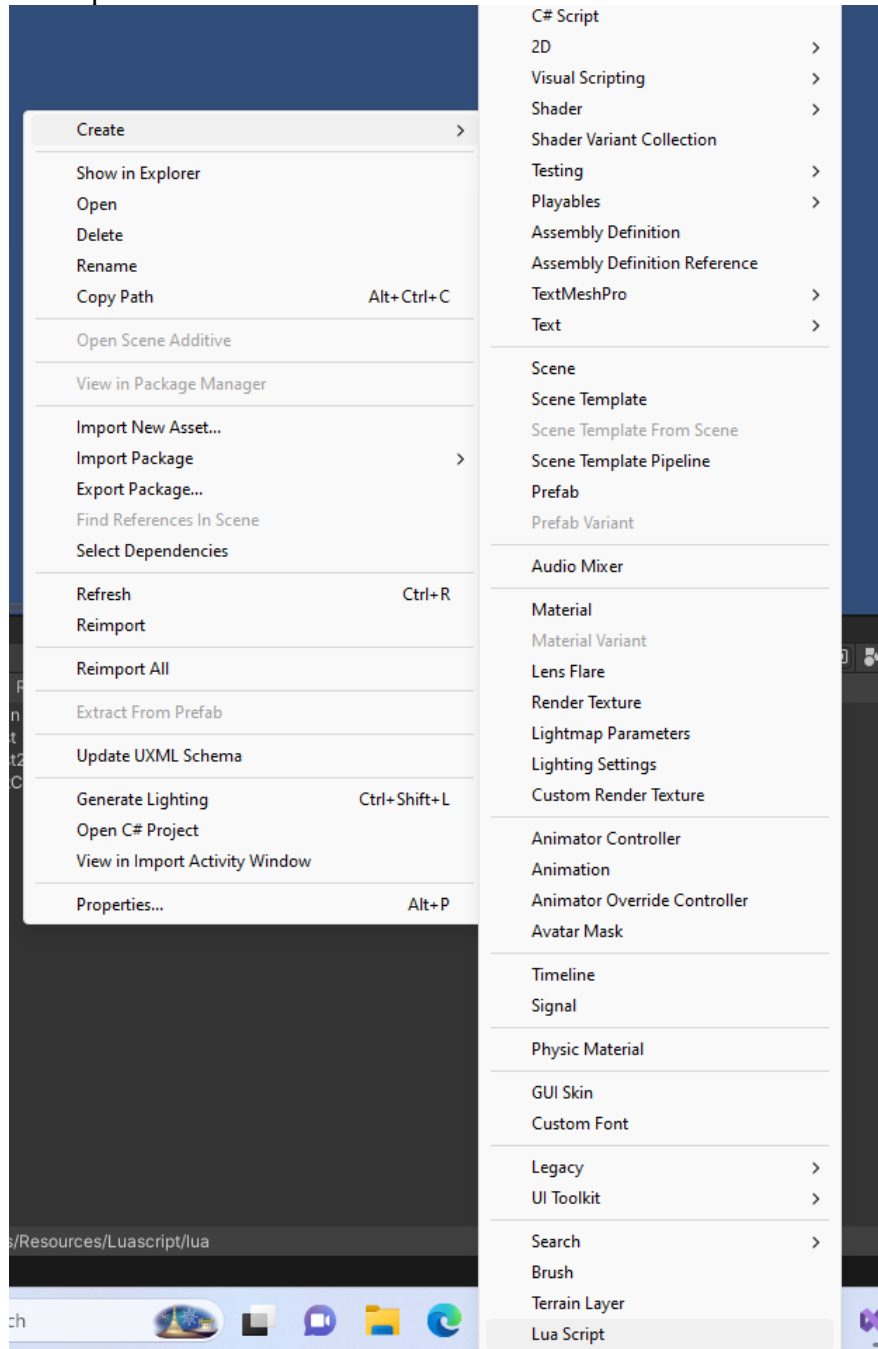 Create
Show in Explorer
Open
Delete
Rename
Copy Path Alt+Ctrl+C
Open Scene Additive
View in Package Manager
Import New Asset...
Import Package
Export Package...
Find References In Scene
Select Dependencies
Refresh Ctrl+R
Reimport
Reimport All
Extract From Prefab
Update UXML Schema
Generate Lighting Ctrl+Shift+L
Open C# Project
View in Import Activity Window
Properties... Alt+P
C# Script
2D
Visual Scripting
Shader
Shader Variant Collection
Testing
Playables
Assembly Definition
Assembly Definition Reference
TextMeshPro
Text
Scene
Scene Template
Scene Template From Scene
Scene Template Pipeline
Prefab
Prefab Variant
Audio Mixer
Material
Material Variant
Lens Flare
Render Texture
Lightmap Parameters
Lighting Settings
Custom Render Texture
Animator Controller
Animation
Animator Override Controller
Avatar Mask
Timeline
Signal
Physic Material
GUI Skin
Custom Font
Legacy
UI Toolkit
Search
Brush
Terrain Layer
Lua Script
s/Resources/Luascript/lua
ch